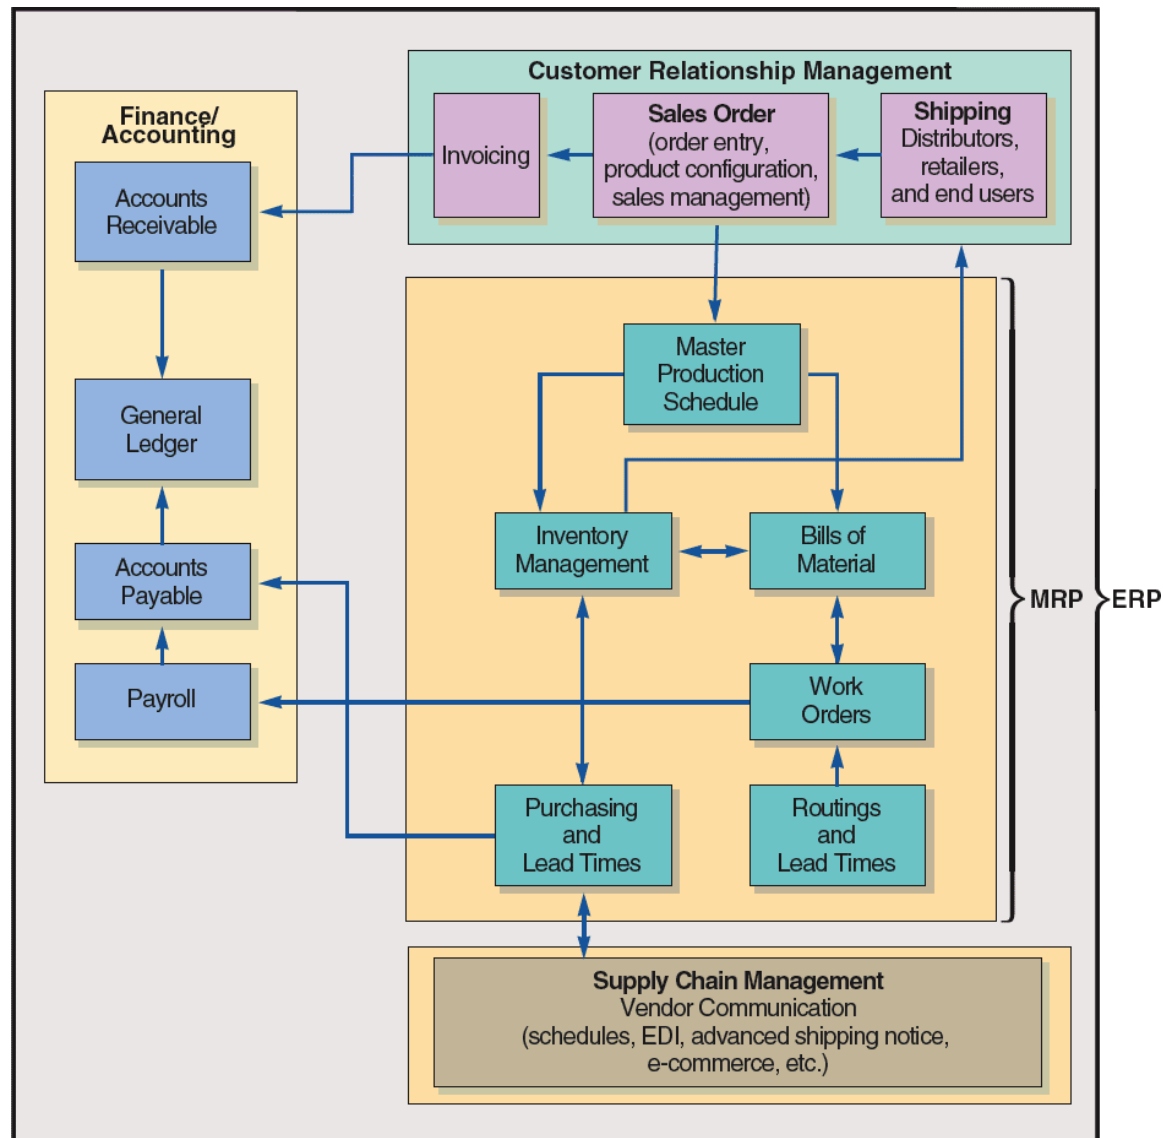 Customer Relationship Management
Finance/
Accounting
Invoicing
Sales Order
(order entry,
product configuration,
sales management)
Shipping
Distributors,
retailers,
and end users
Accounts
Receivable
Master
Production
Schedule
General
Ledger
Inventory
Management
Bills of
Material
Accounts
Payable
MRP
ERP
Payroll
Work
Orders
Purchasing
and
Lead Times
Routings
and
Lead Times
Supply Chain Management
Vendor Communication
(schedules, EDI, advanced shipping notice,
e-commerce, etc.)